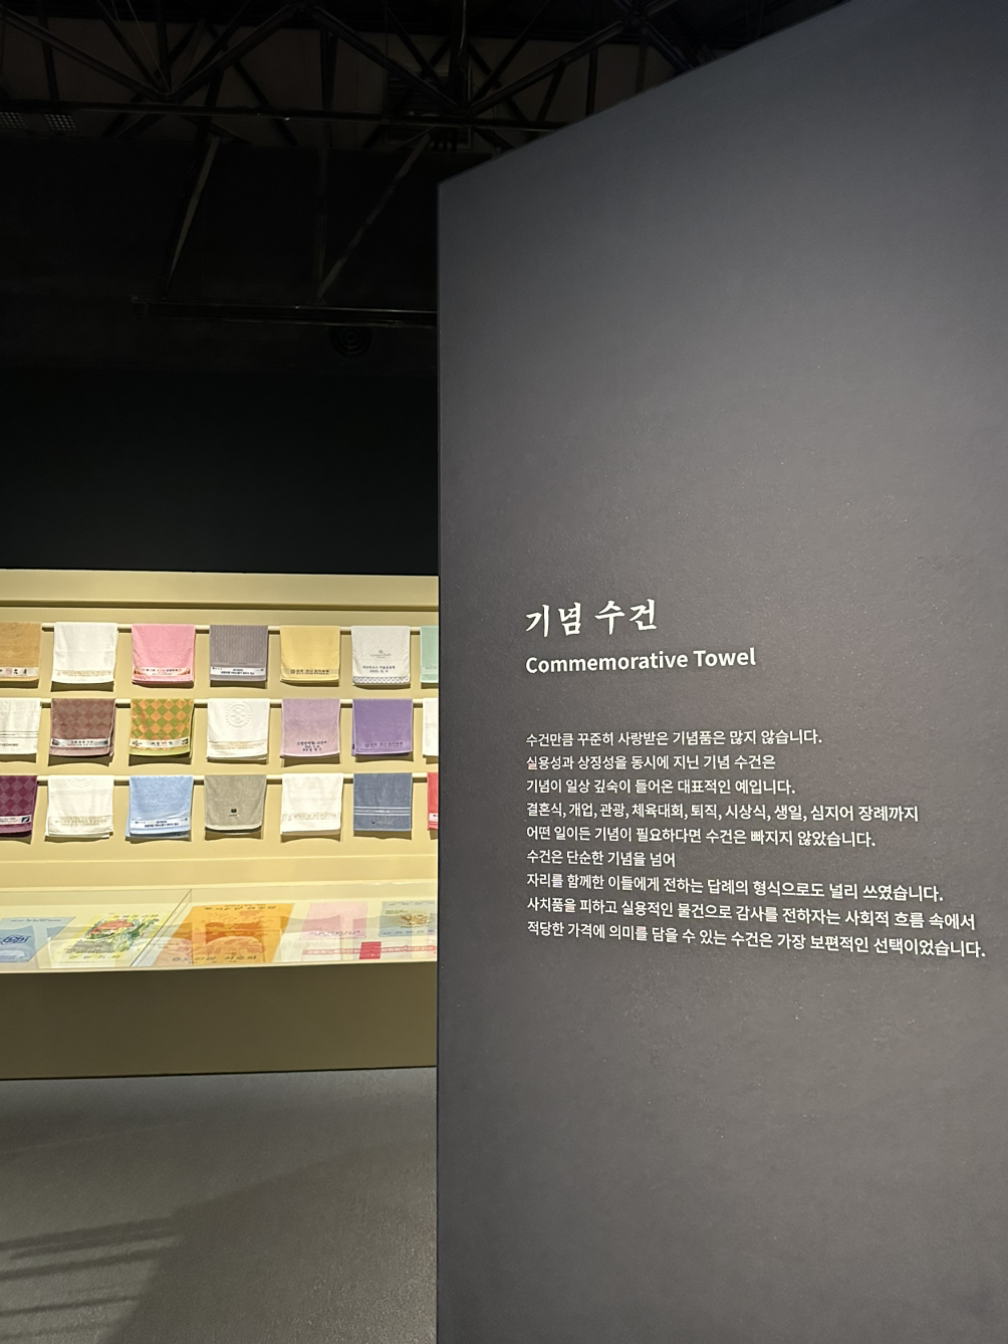 기념 수건
Commemorative Towel
수건만큼 꾸준히 사랑받은 기념품은 많지 않습니다.
실용성과 상징성을 동시에 지닌 기념 수건은
기념이 일상 깊숙이 들어온 대표적인 예입니다.
결혼식, 개업, 관광, 체육대회, 퇴직, 시상식, 생일, 심지어 장례까지
어떤 일이든 기념이 필요하다면 수건은 빠지지 않았습니다.
수건은 단순한 기념을 넘어
자리를 함께한 이들에게 전하는 답례의 형식으로도 널리 쓰였습니다.
사치품을 피하고 실용적인 물건으로 감사를 전하자는 사회적 흐름 속에서
적당한 가격에 의미를 담을 수 있는 수건은 가장 보편적인 선택이었습니다.